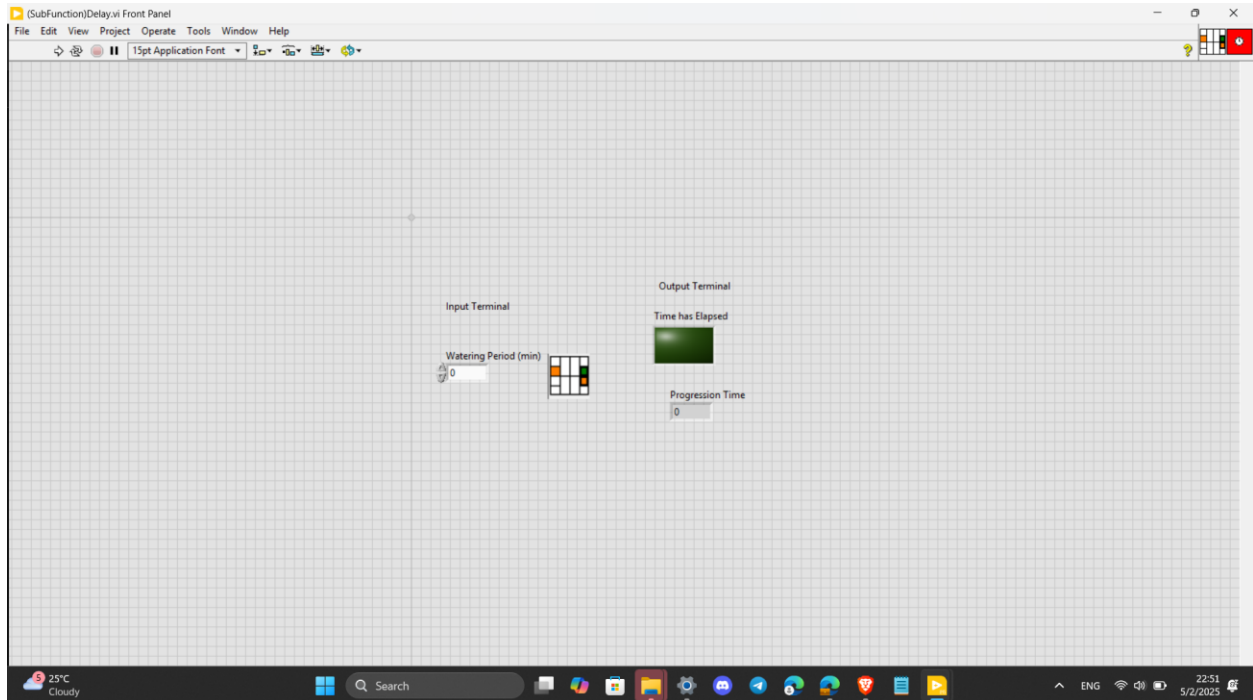 (SubFunction)Delay.vi Front Panel
File Edit View Project Operate Tools Window Help
15pt Application Font
?
Output Terminal
Input Terminal
Time has Elapsed
Watering Period (min)
0
Progression Time
0
5
25°C
Cloudy
Search
ENG
22:51
5/2/2025